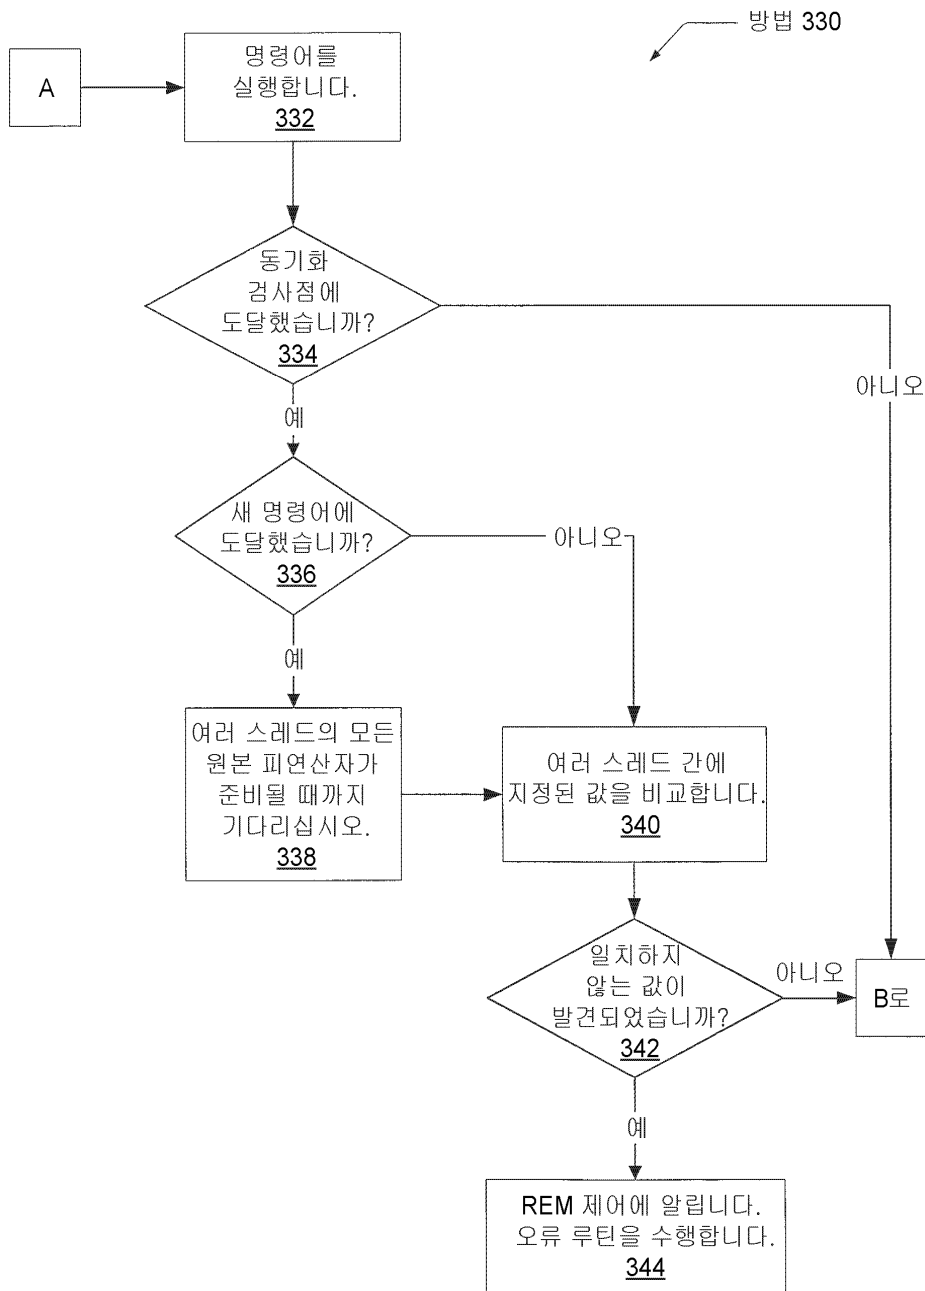 방법 330
A
명령어를
실행합니다.
332
동기화
검사점에
도달했습니까?
334
아니오
예
새 명령어에
도달했습니까?
336
아니오
예
여러 스레드의 모든
원본 피연산자가
준비될 때까지
기다리십시오.
338
여러 스레드 간에
지정된 값을 비교합니다.
340
일치하지
않는 값이
발견되었습니까?
342
아니오
B로
예
REM 제어에 알립니다.
오류 루틴을 수행합니다.
344